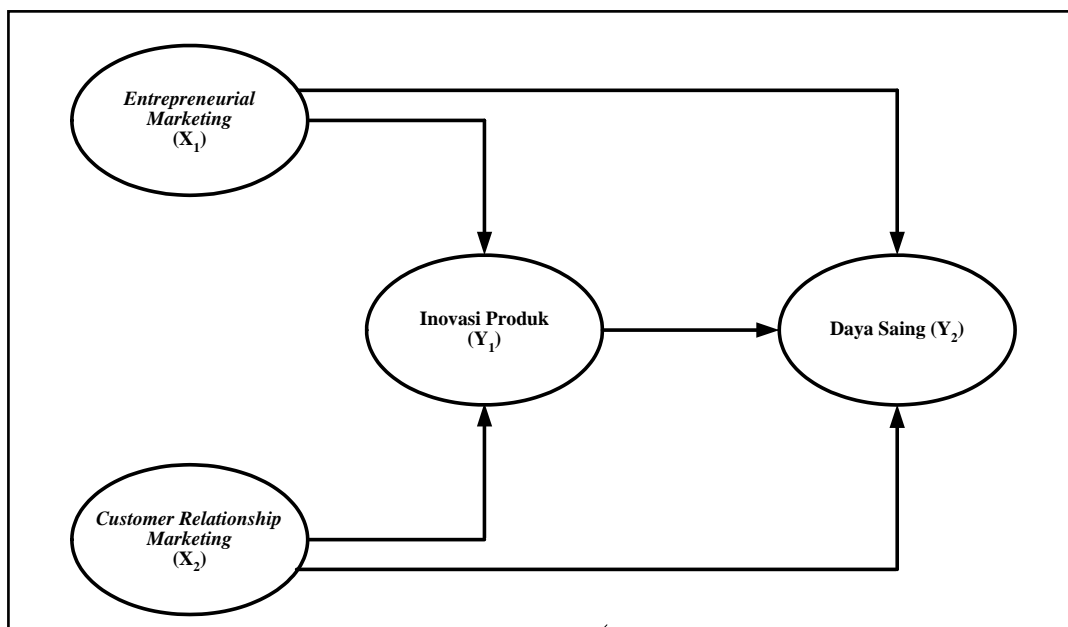 Entrepreneurial
Marketing
(X₁)
Inovasi Produk
(Y₁)
Daya Saing (Y₂)
Customer Relationship
Marketing
(X₂)